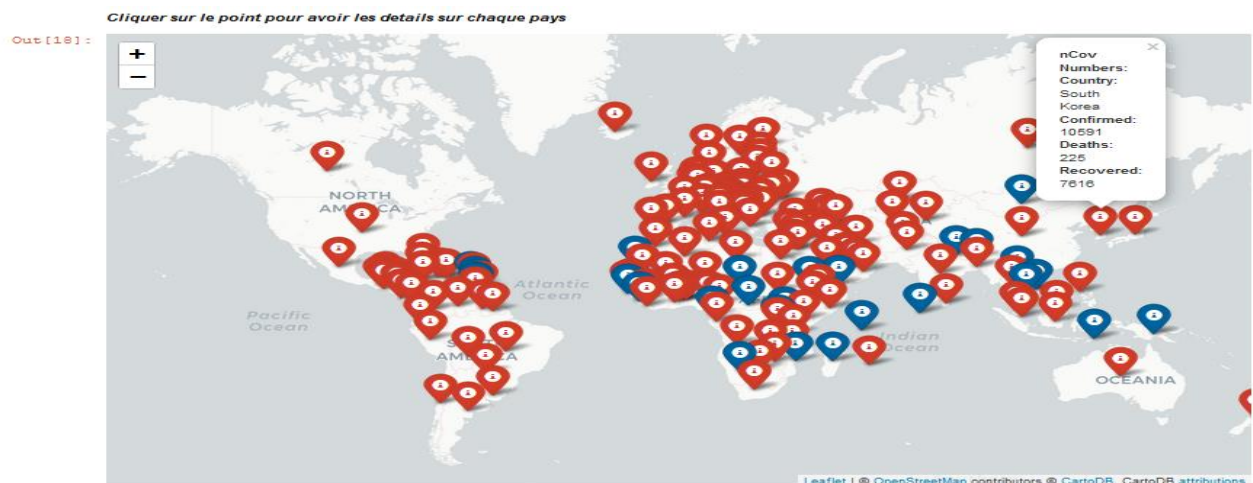 Cliquer sur le point pour avoir les details sur chaque pays
Out[18]:
+
−
nCov
Numbers:
Country:
South
Korea
Confirmed:
10591
Deaths:
225
Recovered:
7616
×
NORTH
AMERICA
Atlantic
Ocean
Pacific
Ocean
AMERICA
Indian
Ocean
OCEANIA
Leaflet | © OpenStreetMap contributors © CartoDB, CartoDB attributions